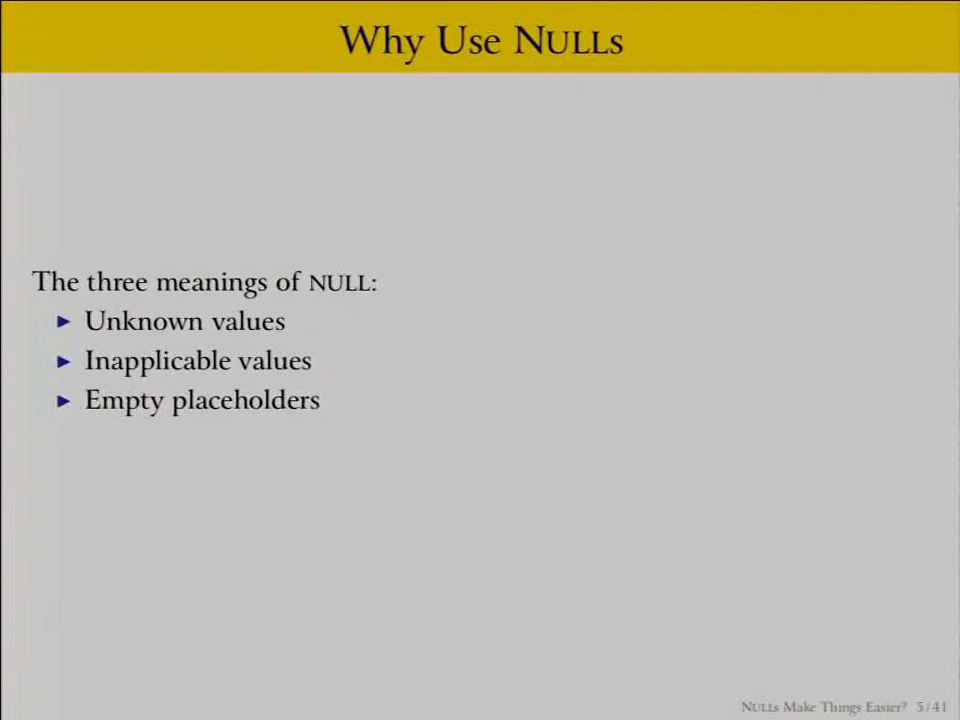 Why Use NULLs
The three meanings of NULL:
▶ Unknown values
▶ Inapplicable values
▶ Empty placeholders
NULLs Make Things Easier? 5/41